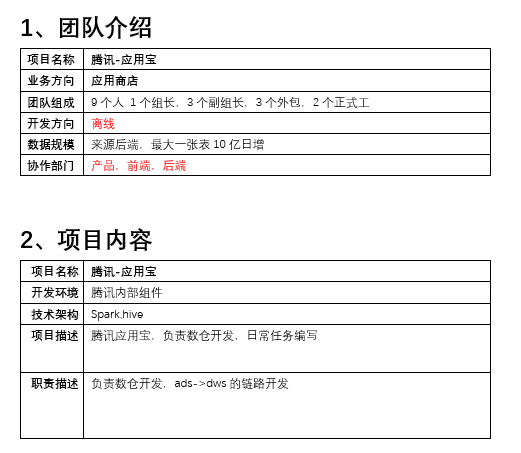 1、团队介绍
项目名称 腾讯-应用宝
业务方向 应用商店
团队组成 9个人 1个组长，3个副组长，3个外包，2个正式工
开发方向 离线
数据规模 来源后端，最大一张表10亿日增
协作部门 产品，前端，后端
2、项目内容
项目名称 腾讯-应用宝
开发环境 腾讯内部组件
技术架构 Spark,hive
项目描述 腾讯应用宝，负责数仓开发，日常任务编写
职责描述 负责数仓开发，ads->dws的链路开发